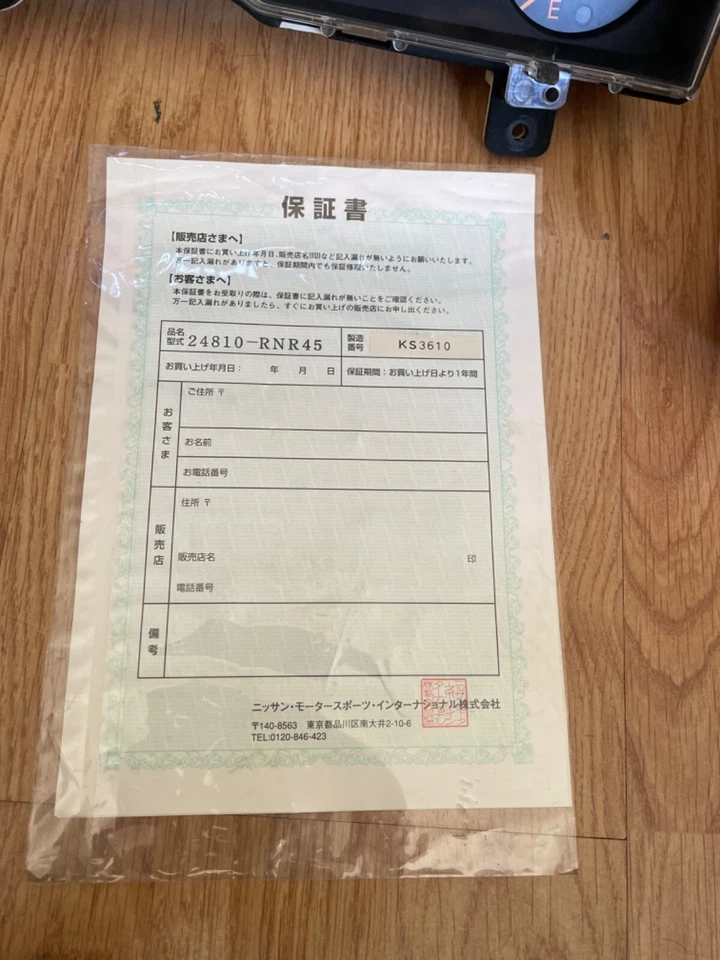 E
保証書
【販売店さまへ】
本保証書にお買い上げ年月日、販売店名(印)など記入漏れが無いようにお願いいたします。
万一記入漏れがありますと、保証期間内でも保証修理いたしません。
【お客さまへ】
本保証書をお受取りの際は、保証書に記入漏れが無いことをご確認ください。
万一記入漏れがありましたら、すぐにお買い上げの販売店にお申し出ください。
品名
型式 24810-RNR45
製造
番号 KS3610
お買い上げ年月日： 年 月 日
保証期間：お買い上げ日より1年間
お客さま
ご住所 〒
お名前
お電話番号
販売店
住所 〒
販売店名 印
電話番号
備考
ニッサン・モータースポーツ・インターナショナル株式会社
〒140-8563 東京都品川区南大井2-10-6
TEL:0120-846-423